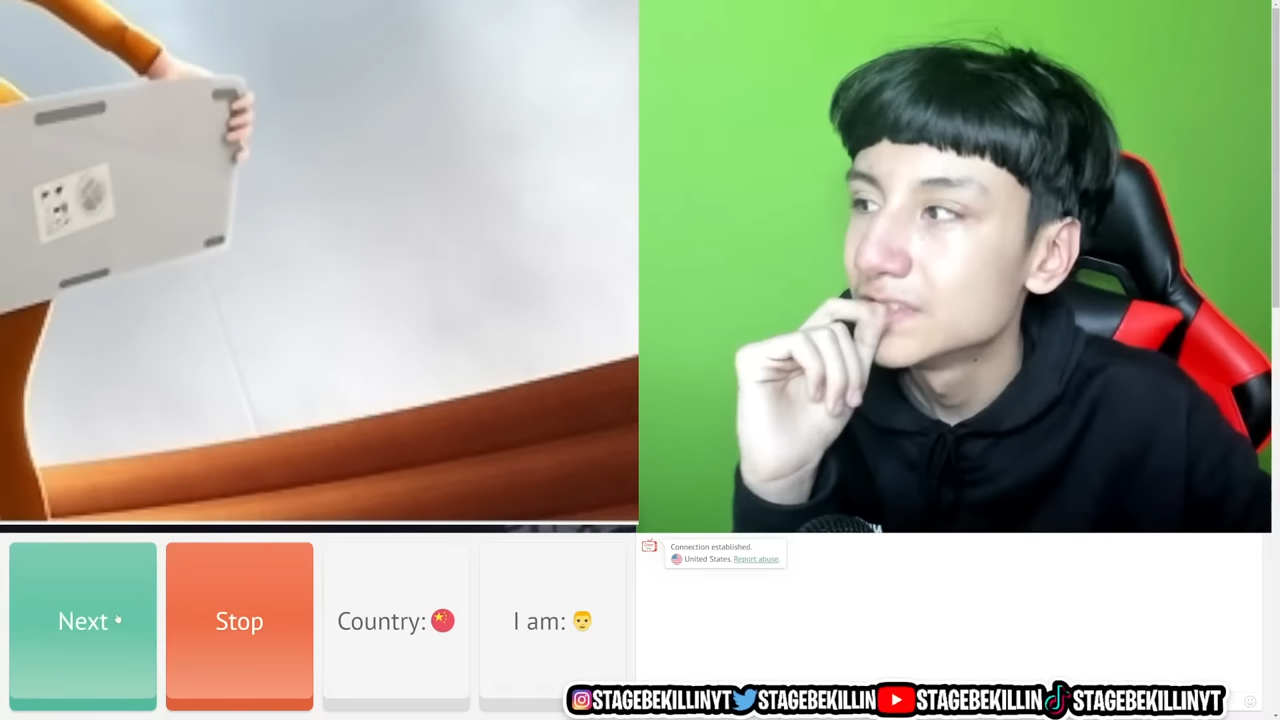 Next
Stop
Country:
I am:
Connection established.
United States. Report abuse.
STAGEBEKILLINYT STAGEBEKILLIN STAGEBEKILLIN STAGEBEKILLINYT